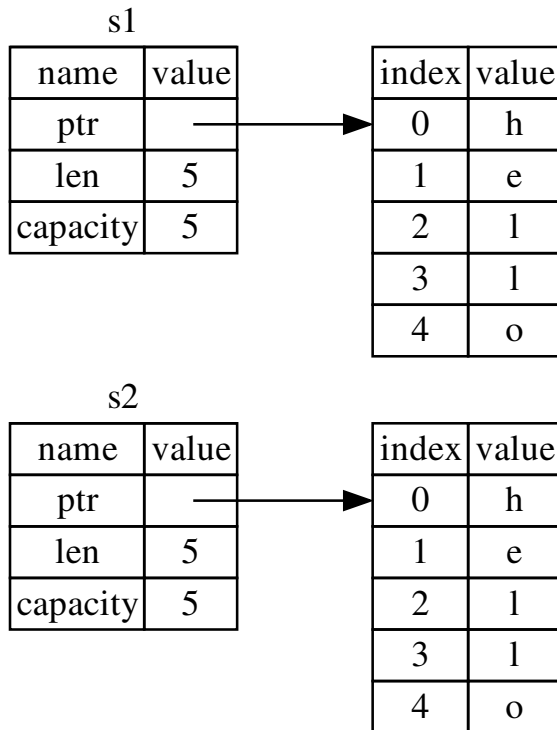 s1
name value index value
ptr 0 h
len 5 1 e
capacity 5 2 l
3 l
4 o
s2
name value index value
ptr 0 h
len 5 1 e
capacity 5 2 l
3 l
4 o